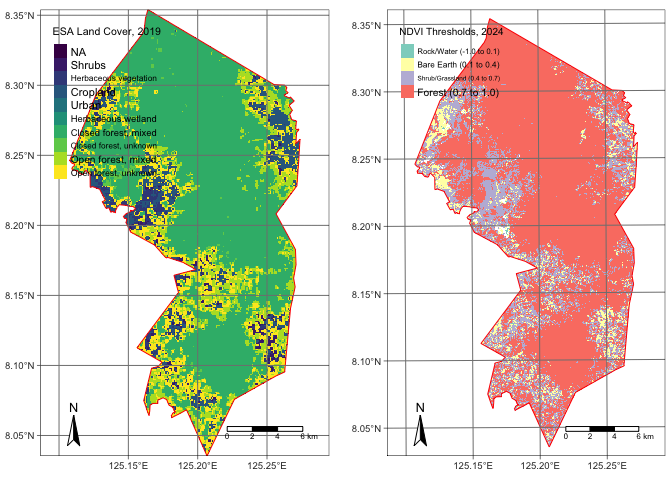 ESA Land Cover, 2019
NA
Shrubs
Herbaceous vegetation
Cropland
Urban
Herbaceous wetland
Closed forest, mixed
Closed forest, unknown
Open forest, mixed
Open forest, unknown
8.35°N
8.30°N
8.25°N
8.20°N
8.15°N
8.10°N
8.05°N
N
0 2 4 6 km
125.15°E 125.20°E 125.25°E
NDVI Thresholds, 2024
Rock/Water (-1.0 to 0.1)
Bare Earth (0.1 to 0.4)
Shrub/Grassland (0.4 to 0.7)
Forest (0.7 to 1.0)
8.35°N
8.30°N
8.25°N
8.20°N
8.15°N
8.10°N
8.05°N
N
0 2 4 6 km
125.15°E 125.20°E 125.25°E